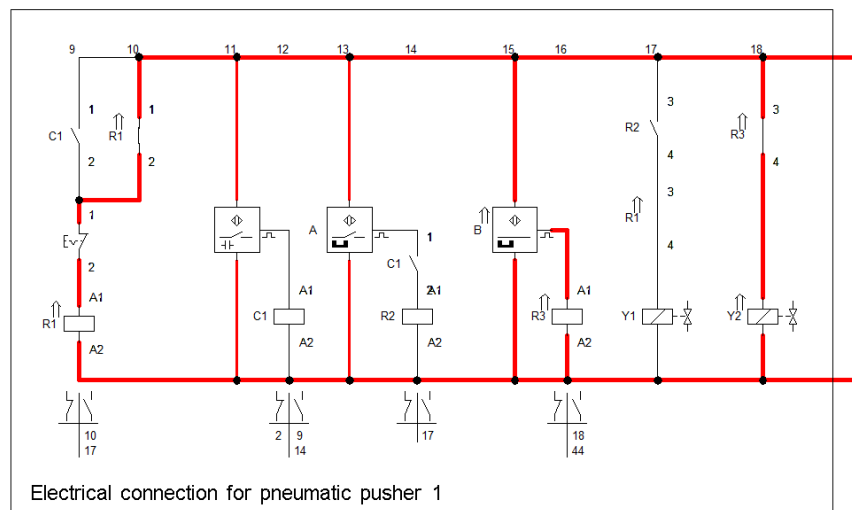 9 10 11 12 13 14 15 16 17 18
1 1 3 3
C1 R1 R2 R3
2 2 4 4
1 3
A B R1
1
C1
2 2 4
A1 A1 A1 A1
R1 C1 R2 R3 Y1 Y2
A2 A2 A2 A2
10 2 9 17 18
17 14 44
Electrical connection for pneumatic pusher 1